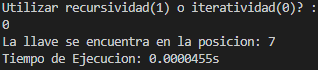 Utilizar recursividad(1) o iteratividad(0)? :
0
La llave se encuentra en la posicion: 7
Tiempo de Ejecucion: 0.0000455s